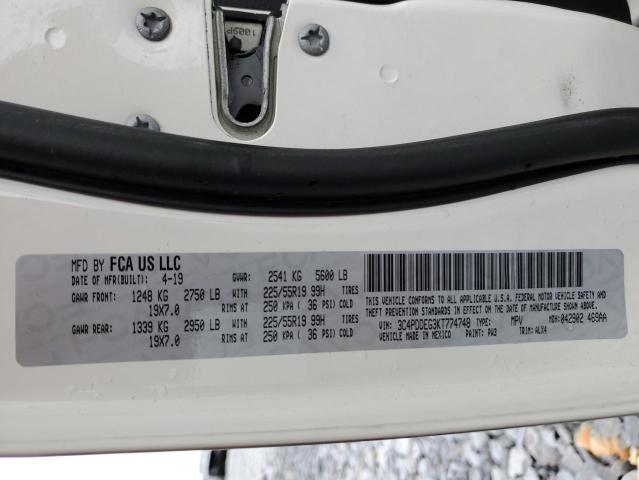 1009P
MFD BY FCA US LLC
DATE OF MFR(BUILT): 4-19 GVWR: 2541 KG 5600 LB
GAWR FRONT: 1248 KG 2750 LB WITH 225/55R19 99H TIRES
19X7.0 RIMS AT 250 KPA ( 36 PSI) COLD
GAWR REAR: 1339 KG 2950 LB WITH 225/55R19 99H TIRES
19X7.0 RIMS AT 250 KPA ( 36 PSI) COLD
THIS VEHICLE CONFORMS TO ALL APPLICABLE U.S.A. FEDERAL MOTOR VEHICLE SAFETY AND
THEFT PREVENTION STANDARDS IN EFFECT ON THE DATE OF MANUFACTURE SHOWN ABOVE.
VIN: 3C4PDDEG3KT774748 TYPE: MPV MDH: 042902 469AA
VEHICLE MADE IN MEXICO PAINT: PW3 TRIM: ALX4